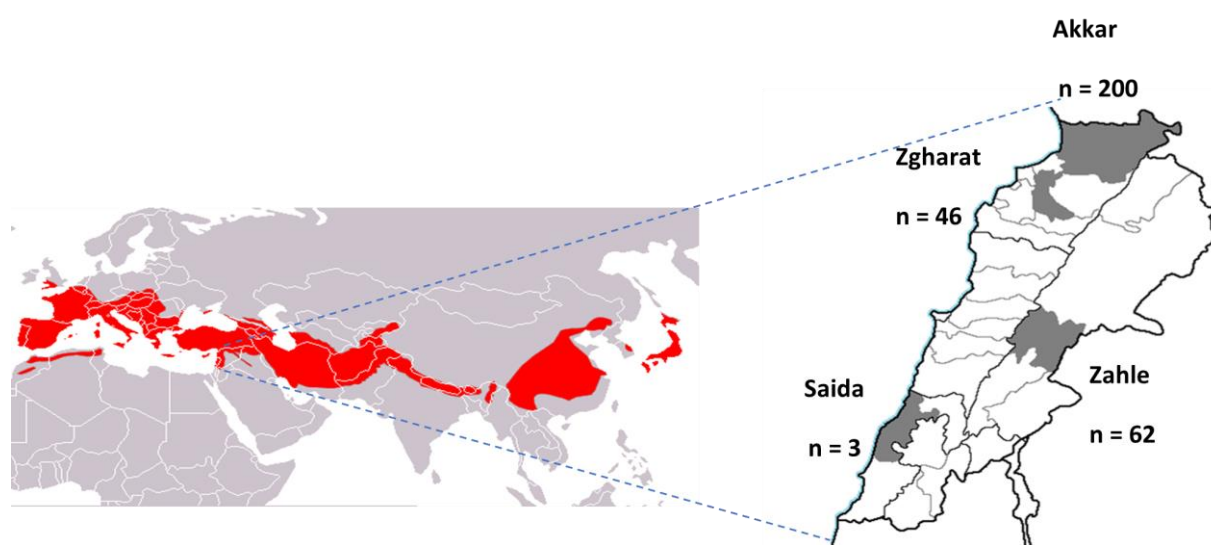 Akkar
n = 200
Zgharat
n = 46
Saida
n = 3
Zahle
n = 62